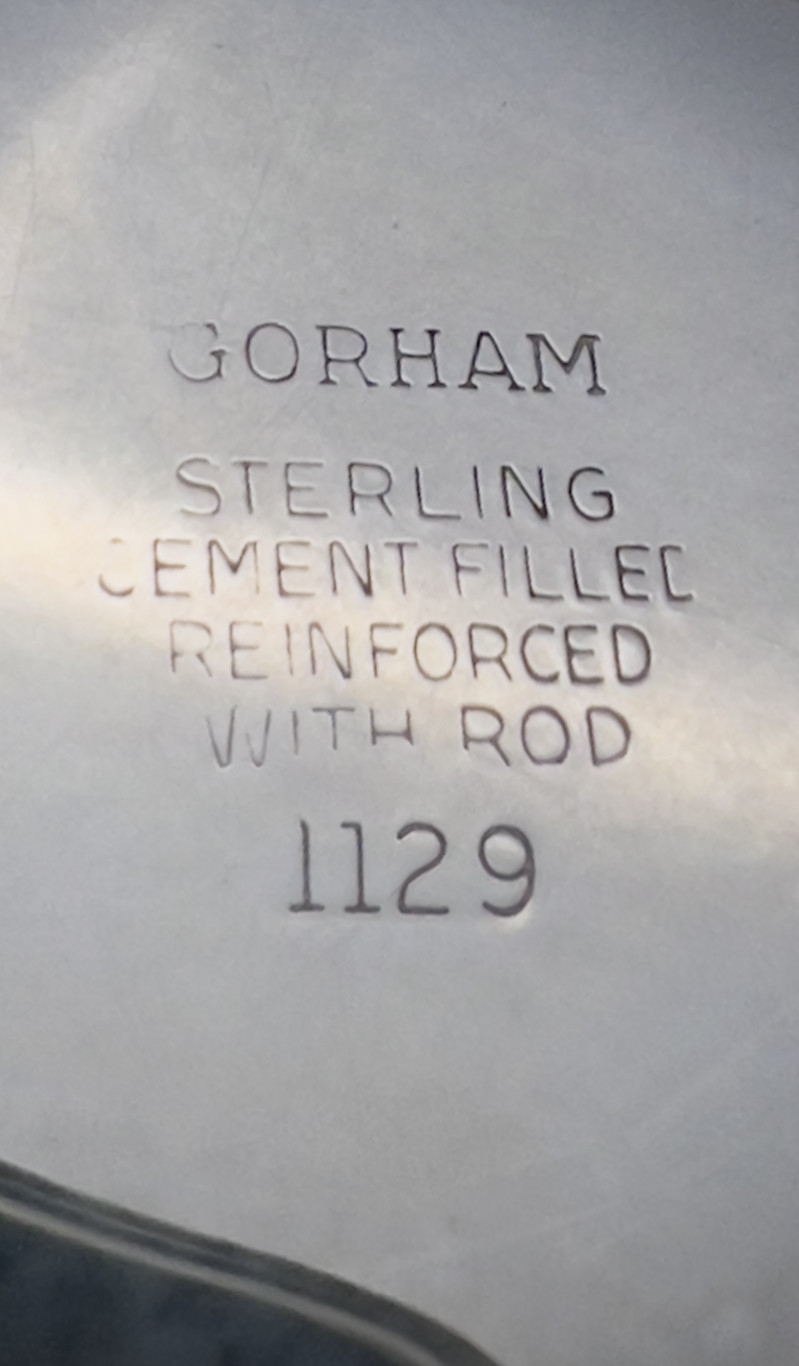 GORHAM
STERLING
CEMENT FILLED
REINFORCED
WITH ROD
1129